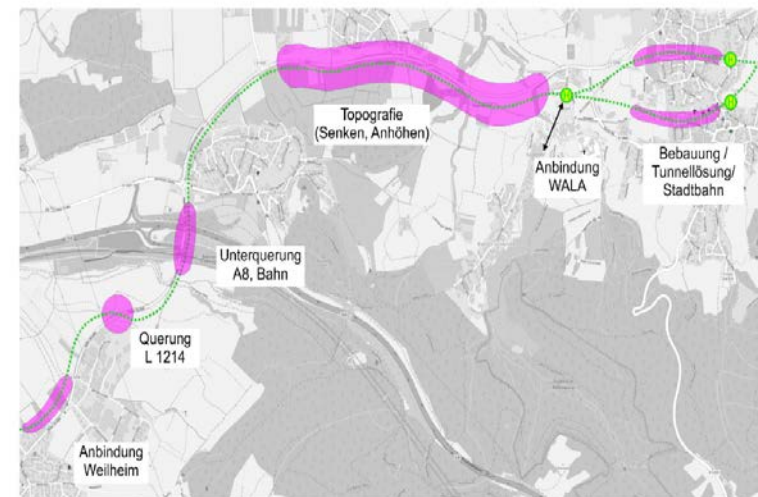 Topografie
(Senken, Anhöhen)
Anbindung
WALA
Bebauung /
Tunnellösung/
Stadtbahn
Unterquerung
A8, Bahn
Querung
L 1214
Anbindung
Weilheim